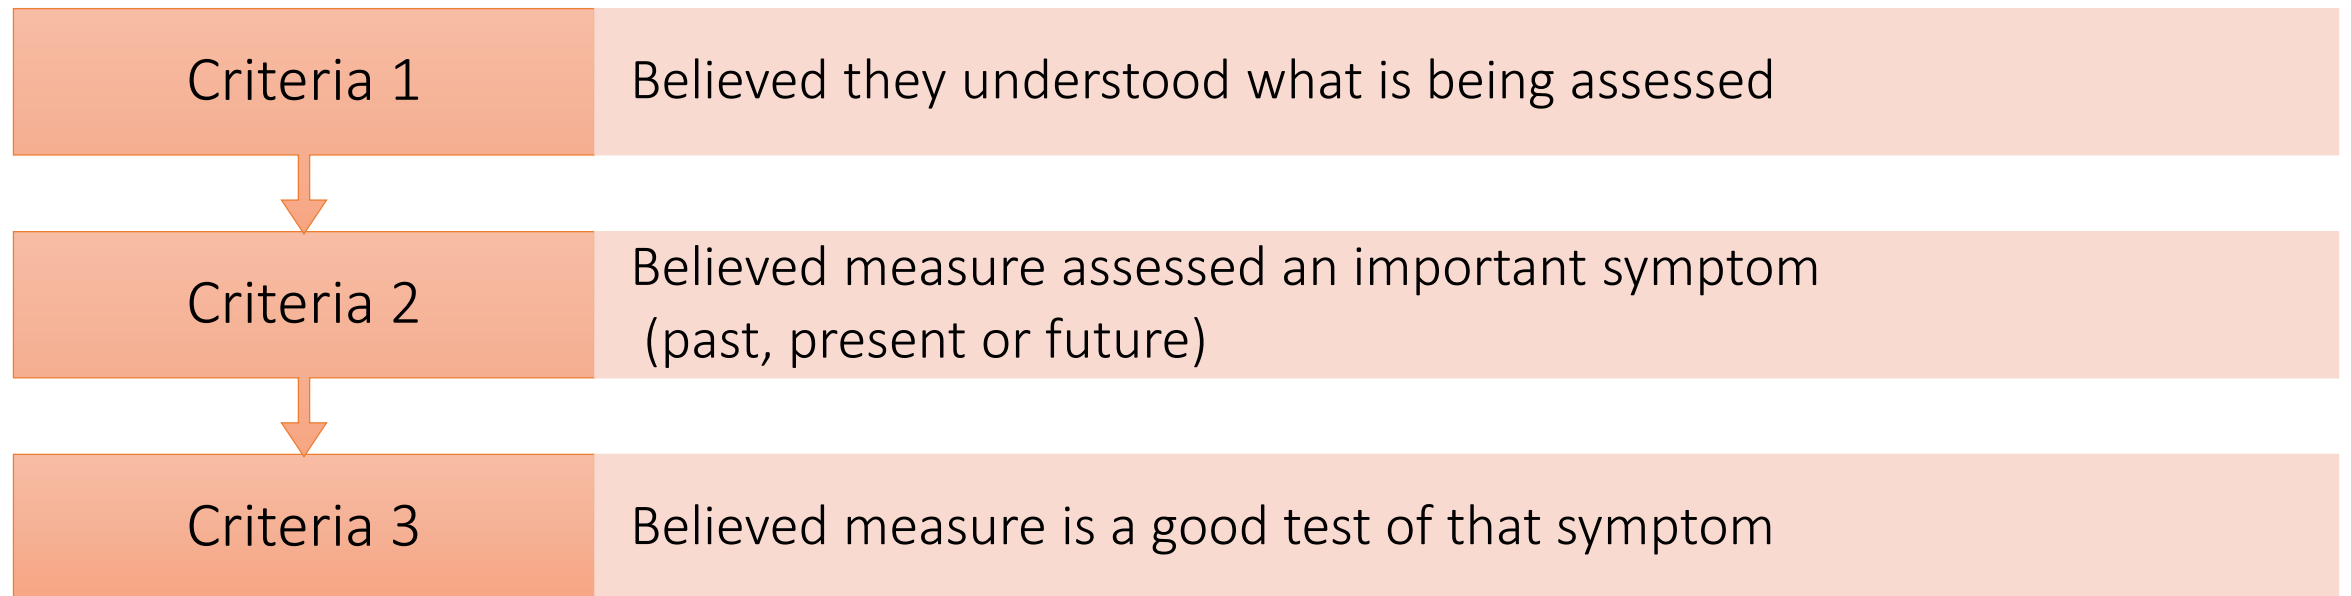 Criteria 1
Believed they understood what is being assessed
Criteria 2
Believed measure assessed an important symptom
(past, present or future)
Criteria 3
Believed measure is a good test of that symptom